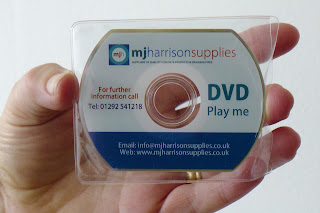 mj mjharrisonsupplies
For further
information call
Tel: 01292 541218
DVD
Play me
Email: info@mjharrisonsupplies.co.uk
Web: www.mjharrisonsupplies.co.uk